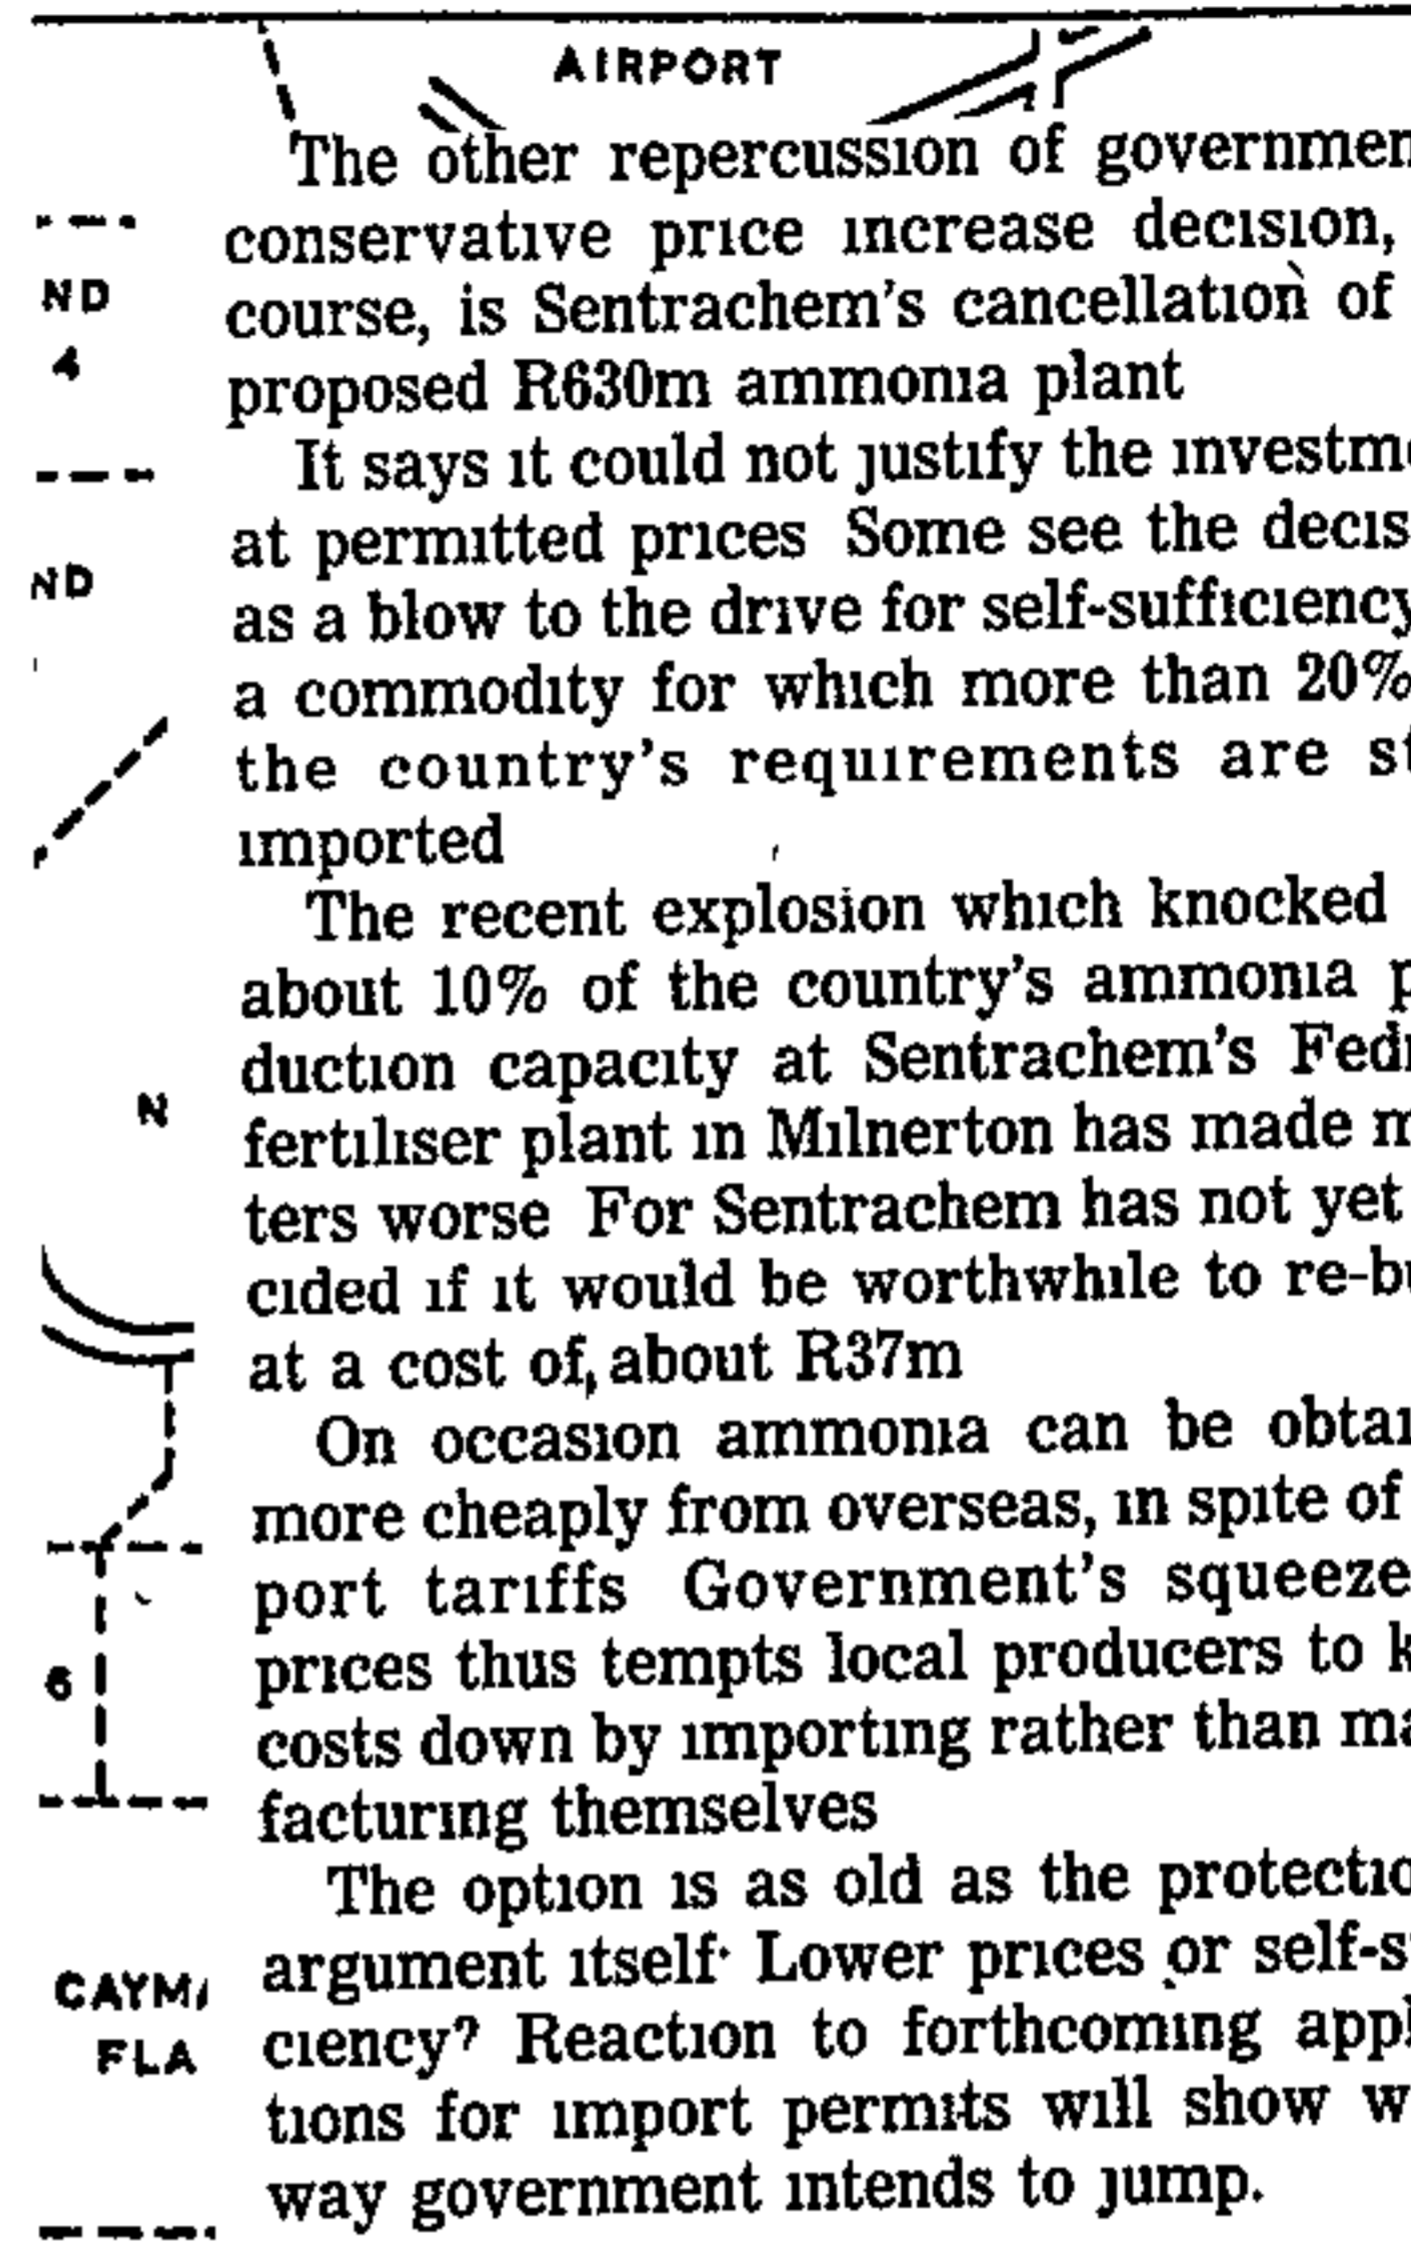 AIRPORT
The other repercussion of governmen
conservative price increase decision,
course, is Sentrachem's cancellation of
proposed R630m ammonia plant
It says it could not justify the investme
at permitted prices Some see the decis
as a blow to the drive for self-sufficiency
a commodity for which more than 20%
the country's requirements are st
imported
The recent explosion which knocked
about 10% of the country's ammonia p
duction capacity at Sentrachem's Fedm
fertiliser plant in Milnerton has made m
ters worse For Sentrachem has not yet
cided if it would be worthwhile to re-bu
at a cost of about R37m
On occasion ammonia can be obtai
more cheaply from overseas, in spite of
port tariffs Government's squeeze
prices thus tempts local producers to k
costs down by importing rather than ma
facturing themselves
The option is as old as the protectio
argument itself Lower prices or self-s
ciency? Reaction to forthcoming appl
tions for import permits will show w
way government intends to jump.
ND
4
ND
N
6
CAYMA
FLA